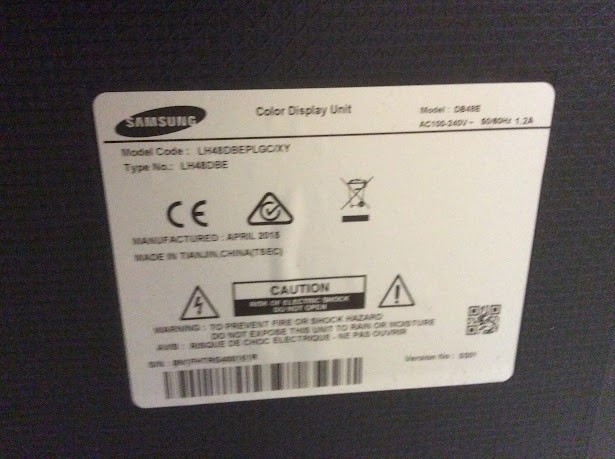 SAMSUNG
Color Display Unit
Model : DB48E
AC100-240V~ 50/60Hz 1.2A
Model Code : LH48DBEPLGC/XY
Type No.: LH48DBE
CE
MANUFACTURED : APRIL
MADE IN TIANJIN, CHINA(TSEC)
CAUTION
RISK OF ELECTRIC SHOCK
DO NOT OPEN
WARNING : TO PREVENT FIRE OR SHOCK HAZARD
DO NOT EXPOSE THIS UNIT TO RAIN OR MOISTURE
AVIS : RISQUE DE CHOC ELECTRIQUE - NE PAS OUVRIR
S/N :
Version No : SS01